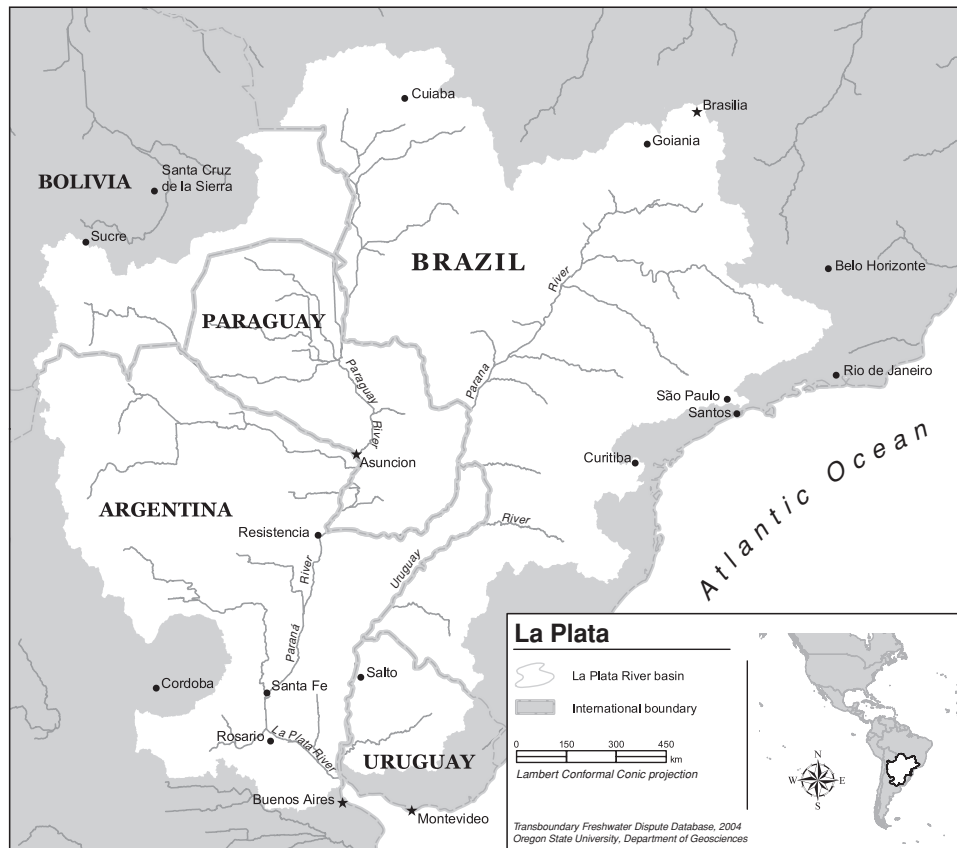 Cuiaba
Brasilia
Goiania
BOLIVIA
Santa Cruz
de la Sierra
Sucre
BRAZIL
Belo Horizonte
River
PARAGUAY
Paraguay
River
Parana
Rio de Janeiro
São Paulo
Santos
Asuncion
Curitiba
Atlantic Ocean
ARGENTINA
Resistencia
River
River
Uruguay
Paraná
Salto
Cordoba
Santa Fe
Rosario
La Plata River
URUGUAY
Buenos Aires
Montevideo
La Plata
La Plata River basin
International boundary
0 150 300 450
km
Lambert Conformal Conic projection
N
W E
S
Transboundary Freshwater Dispute Database, 2004
Oregon State University, Department of Geosciences